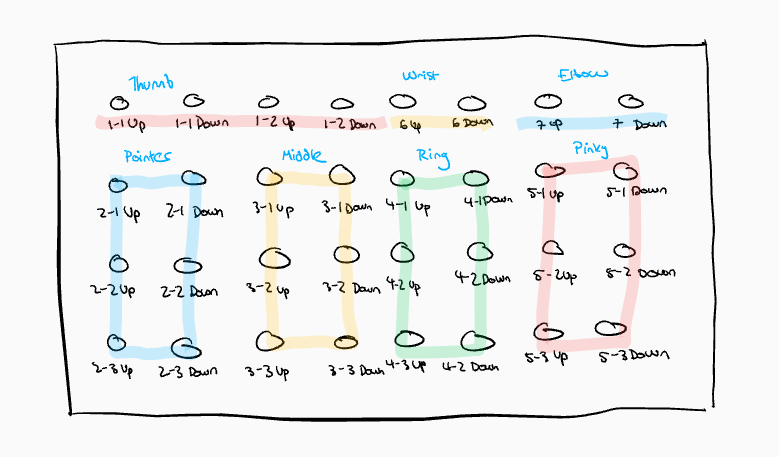 Thumb Wrist Elbow
1-1 Up 1-1 Down 1-2 Up 1-2 Down 6 Up 6 Down 7 up 7 Down
Pointer Middle Ring Pinky
2-1 Up 2-1 Down 3-1 Up 3-1 Down 4-1 Up 4-1 Down 5-1 Up 5-1 Down
2-2 Up 2-2 Down 3-2 Up 3-2 Down 4-2 Up 4-2 Down 5-2 Up 5-2 Down
2-3 Up 2-3 Down 3-3 Up 3-3 Down 4-3 Up 4-2 Down 5-3 Up 5-3 Down